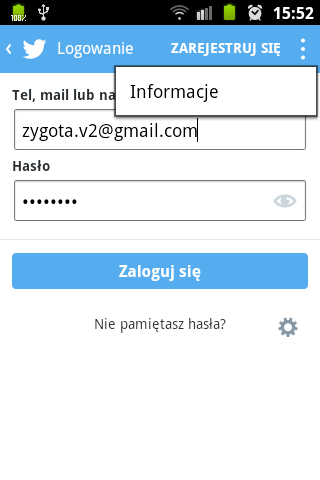 100%
15:52
Logowanie
ZAREJESTRUJ SIĘ
Informacje
Tel, mail lub na
zygota.v2@gmail.com
Hasło
••••••••
Zaloguj się
Nie pamiętasz hasła?